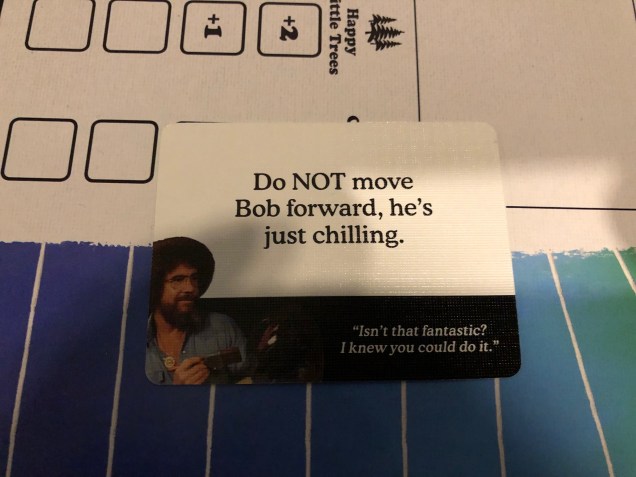 +1
+2
Happy
ittle Trees
Do NOT move
Bob forward, he's
just chilling.
"Isn't that fantastic?
I knew you could do it."